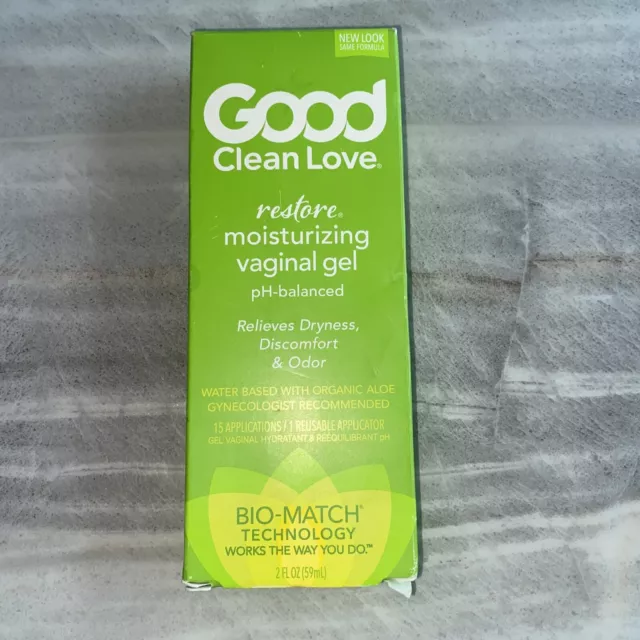 NEW LOOK
SAME FORMULA
Good
Clean Love®
restore®
moisturizing
vaginal gel
pH-balanced
Relieves Dryness,
Discomfort
& Odor
WATER BASED WITH ORGANIC ALOE
GYNECOLOGIST RECOMMENDED
15 APPLICATIONS / 1 REUSABLE APPLICATOR
GEL VAGINAL HYDRATANT & RÉÉQUILIBRANT pH
BIO-MATCH®
TECHNOLOGY
WORKS THE WAY YOU DO.™
2 FL OZ (59mL)